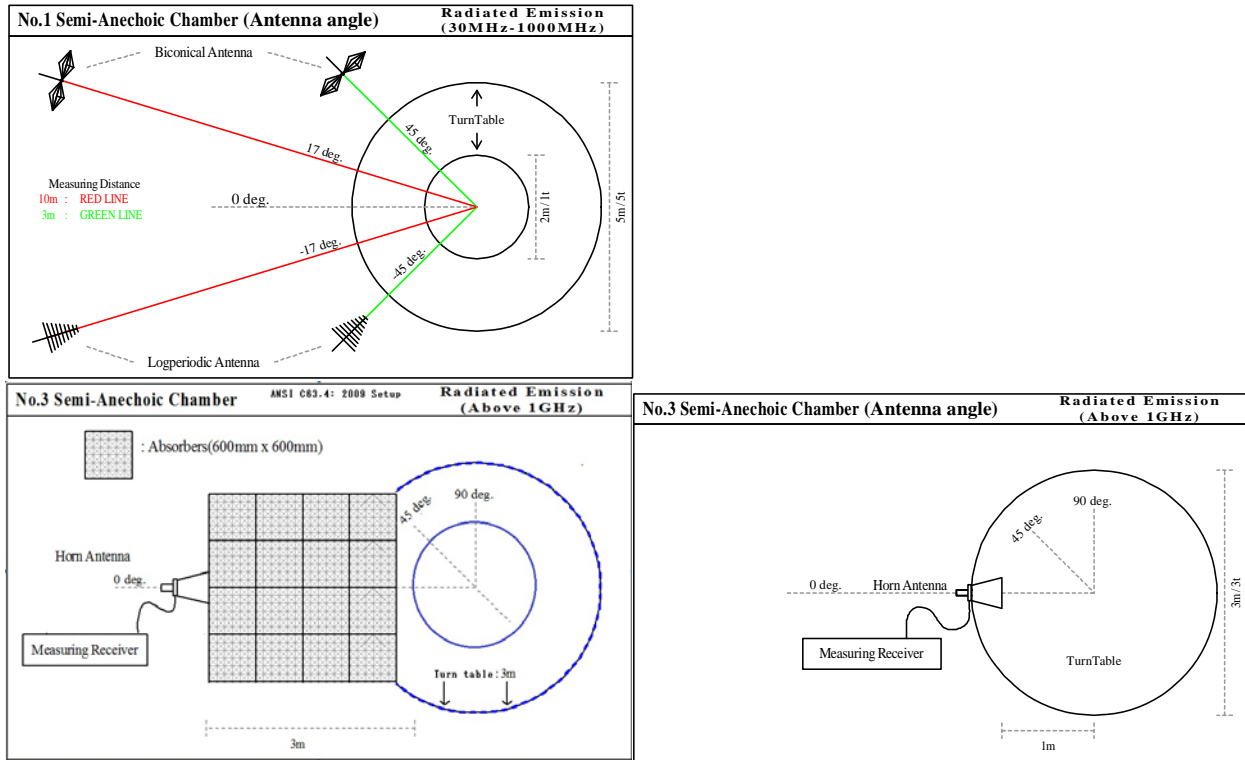 No.1 Semi-Anechoic Chamber (Antenna angle)
Radiated Emission
(30MHz-1000MHz)
Biconical Antenna
TurnTable
45 deg.
17 deg.
Measuring Distance
10m : RED LINE
3m : GREEN LINE
0 deg.
2m/1t
5m/5t
-17 deg.
-45 deg.
Logperiodic Antenna
No.3 Semi-Anechoic Chamber
ANSI C63.4: 2009 Setup
Radiated Emission
(Above 1GHz)
: Absorbers(600mm x 600mm)
90 deg.
45 deg.
Horn Antenna
0 deg.
Measuring Receiver
Turn table:3m
3m
No.3 Semi-Anechoic Chamber (Antenna angle)
Radiated Emission
(Above 1GHz)
90 deg.
45 deg.
0 deg.
Horn Antenna
3m/3t
Measuring Receiver
TurnTable
1m